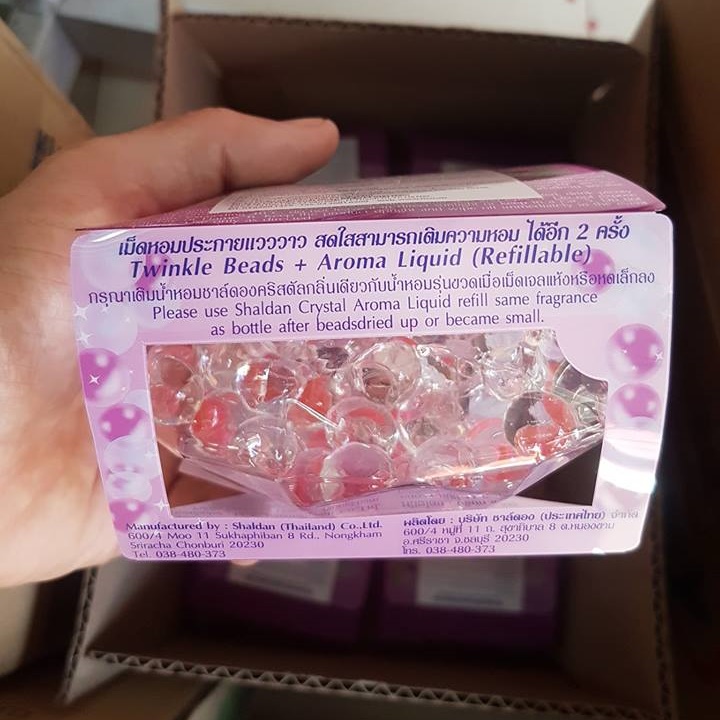 เม็ดหอมประกายแวววาว สดใสสามารถเติมความหอม ได้อีก 2 ครั้ง
Twinkle Beads + Aroma Liquid (Refillable)
กรุณาเติมน้ำหอมชาล์ดองคริสตัลกลิ่นเดียวกับน้ำหอมรุ่นขวดเมื่อเม็ดเจลแห้งหรือหดเล็กลง
Please use Shaldan Crystal Aroma Liquid refill same fragrance
as bottle after beadsdried up or became small.
Manufactured by : Shaldan (Thailand) Co.,Ltd.
600/4 Moo 11 Sukhaphiban 8 Rd., Nongkham
Sriracha Chonburi 20230
Tel. 038-480-373
ผลิตโดย : บริษัท ชาล์ดอง (ประเทศไทย) จำกัด
600/4 หมู่ที่ 11 ถ. สุขาภิบาล 8 ต.หนองขาม
อ.ศรีราชา จ.ชลบุรี 20230
โทร. 038-480-373